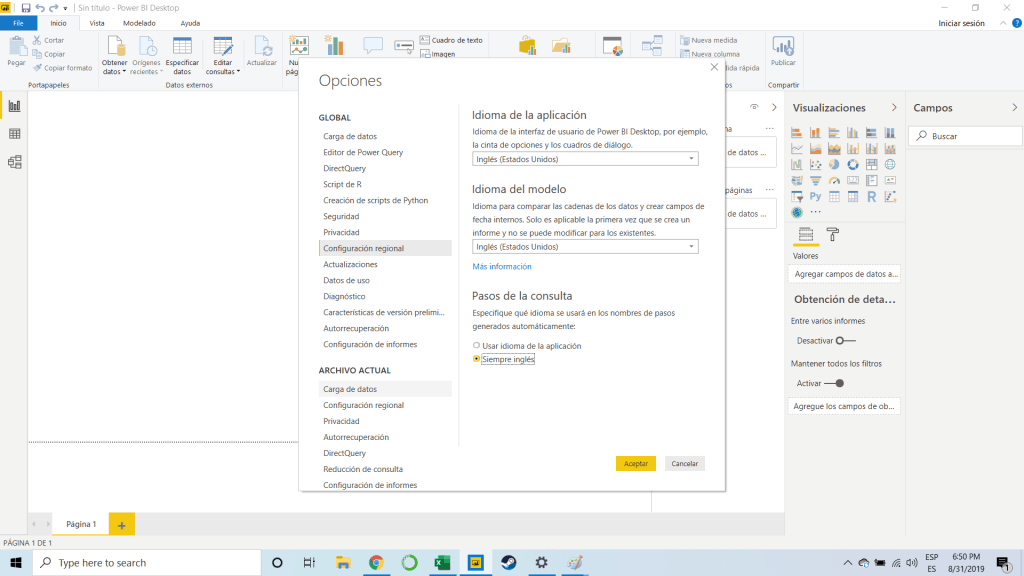 Sin título - Power BI Desktop
File Inicio Vista Modelado Ayuda
Iniciar sesión
Pegar
Cortar
Copiar
Copiar formato
Portapapeles
Obtener datos
Orígenes recientes
Especificar datos
Editar consultas
Actualizar
Datos externos
Cuadro de texto
Imagen
Nueva medida
Nueva columna
dida rápida
Publicar
Compartir
Opciones
GLOBAL
Carga de datos
Editor de Power Query
DirectQuery
Script de R
Creación de scripts de Python
Seguridad
Privacidad
Configuración regional
Actualizaciones
Datos de uso
Diagnóstico
Características de versión prelimi...
Autorrecuperación
Configuración de informes
ARCHIVO ACTUAL
Carga de datos
Configuración regional
Privacidad
Autorrecuperación
DirectQuery
Reducción de consulta
Configuración de informes
Idioma de la aplicación
Idioma de la interfaz de usuario de Power BI Desktop, por ejemplo,
la cinta de opciones y los cuadros de diálogo.
Inglés (Estados Unidos)
Idioma del modelo
Idioma para comparar las cadenas de los datos y crear campos de
fecha internos. Solo es aplicable la primera vez que se crea un
informe y no se puede modificar para los existentes.
Inglés (Estados Unidos)
Más información
Pasos de la consulta
Especifique qué idioma se usará en los nombres de pasos
generados automáticamente:
Usar idioma de la aplicación
Siempre inglés
Aceptar Cancelar
na ...
de datos ...
páginas ...
de datos ...
Visualizaciones
Valores
Agregar campos de datos a...
Obtención de deta...
Entre varios informes
Desactivar
Mantener todos los filtros
Activar
Agregue los campos de ob...
Campos
Buscar
Página 1
PÁGINA 1 DE 1
Type here to search
ESP
ES
6:50 PM
8/31/2019
1